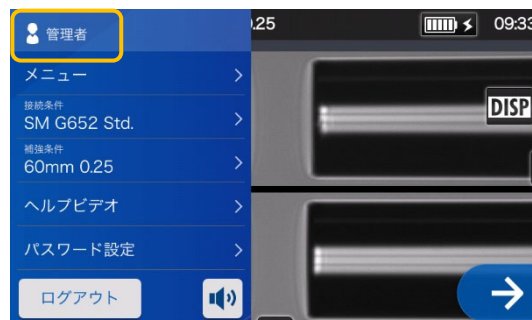 管理者
.25
09:33
メニュー
接続条件
SM G652 Std.
DISP
補強条件
60mm 0.25
ヘルプビデオ
パスワード設定
ログアウト